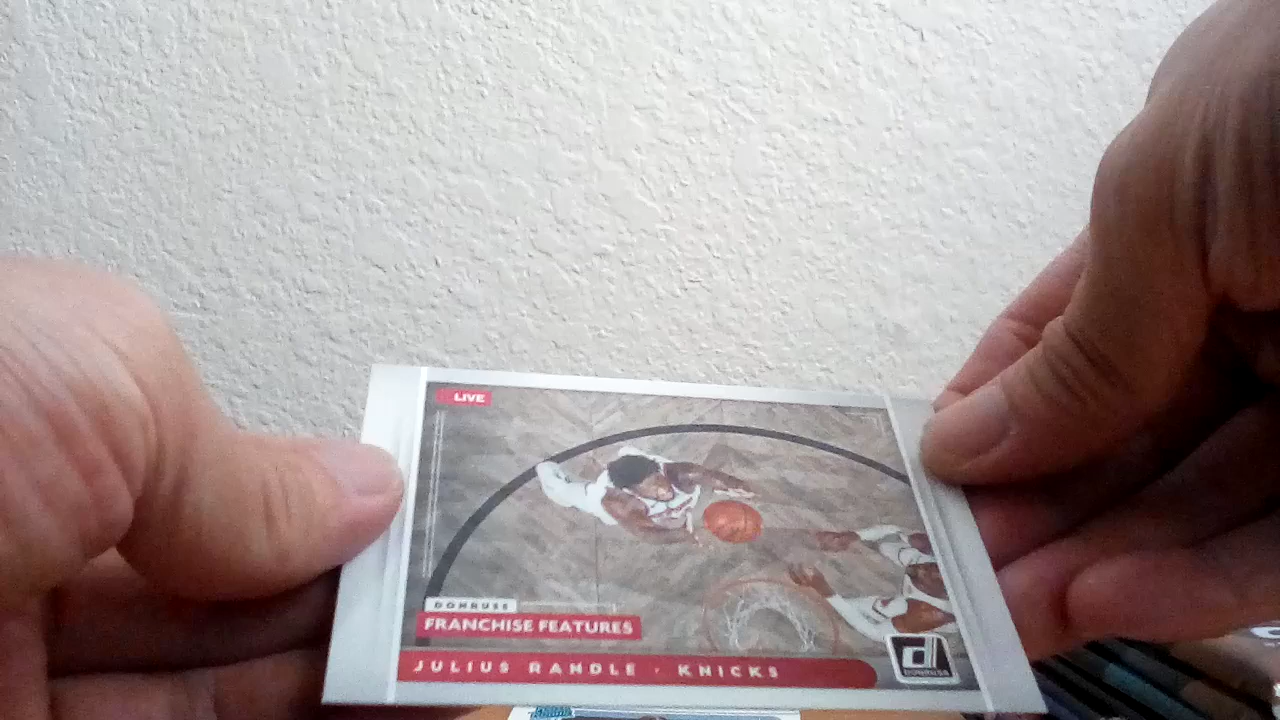 LIVE
DONRUSS
FRANCHISE FEATURES
JULIUS RANDLE · KNICKS
d
DONRUSS